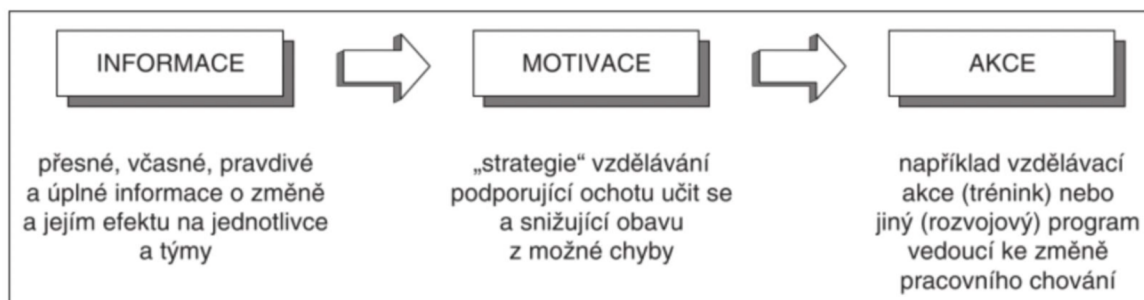 INFORMACE
MOTIVACE
AKCE
přesné, včasné, pravdivé
a úplné informace o změně
a jejím efektu na jednotlivce
a týmy
„strategie“ vzdělávání
podporující ochotu učit se
a snižující obavu
z možné chyby
například vzdělávací
akce (trénink) nebo
jiný (rozvojový) program
vedoucí ke změně
pracovního chování